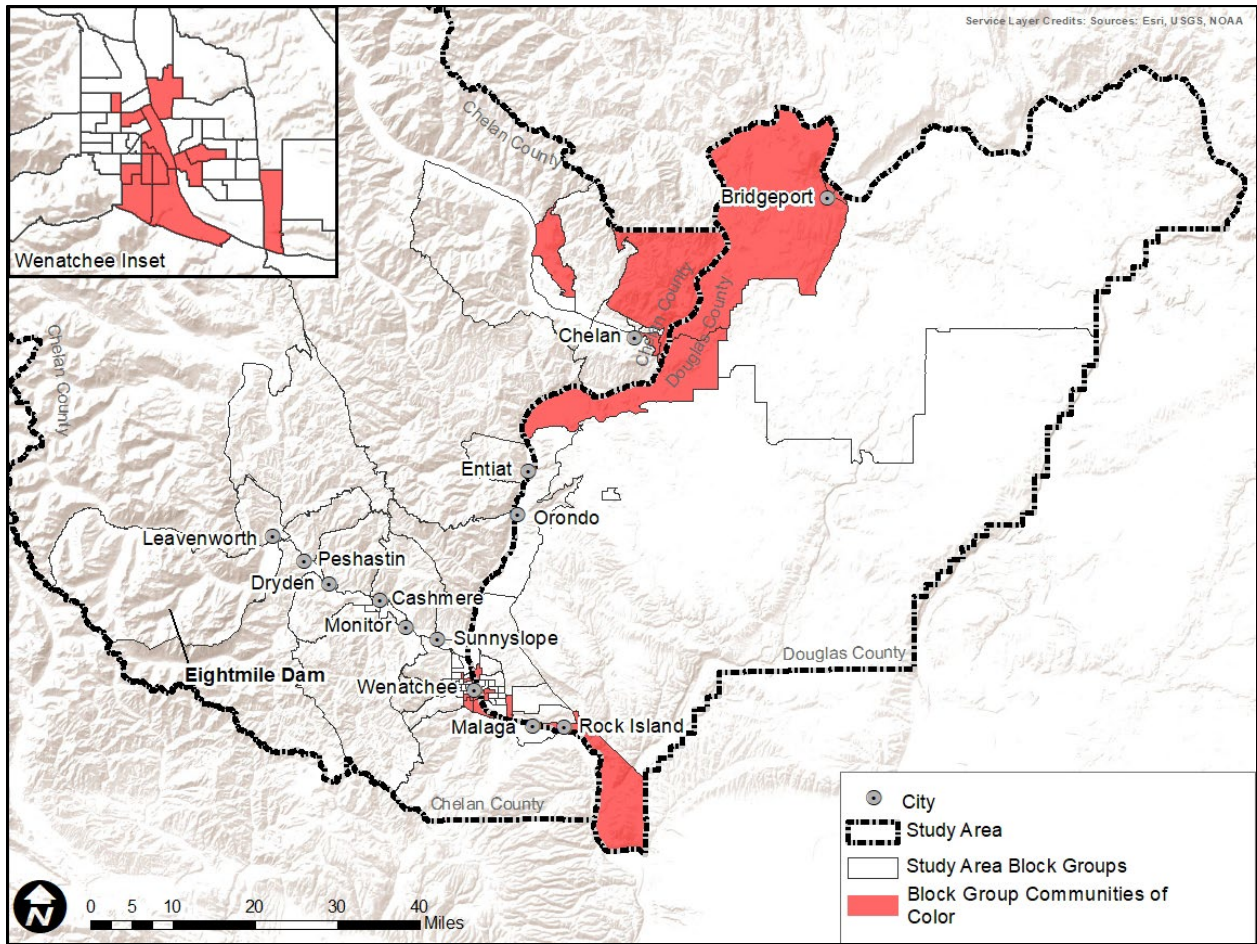 Service Layer Credits: Sources: Esri, USGS, NOAA
Wenatchee Inset
Chelan County
Bridgeport
Chelan County
Douglas County
Chelan
Chelan County
Entiat
Orondo
Leavenworth
Peshastin
Dryden
Cashmere
Monitor
Sunnyslope
Eightmile Dam
Douglas County
Wenatchee
Malaga
Rock Island
Chelan County
City
Study Area
Study Area Block Groups
Block Group Communities of
Color
N
0 5 10 20 30 40
Miles